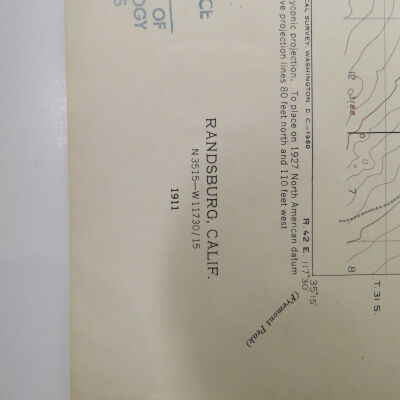 CE
OF
OGY
S
CAL SURVEY, WASHINGTON, D. C.—1960
yconic projection. To place on 1927 North American datum
ve projection lines 80 feet north and 110 feet west
RANDSBURG, CALIF.
N3515—W11730/15
1911
R. 42 E.
117°30'
35°15'
T. 31 S.
(Fremont Peak)
3188
7
8